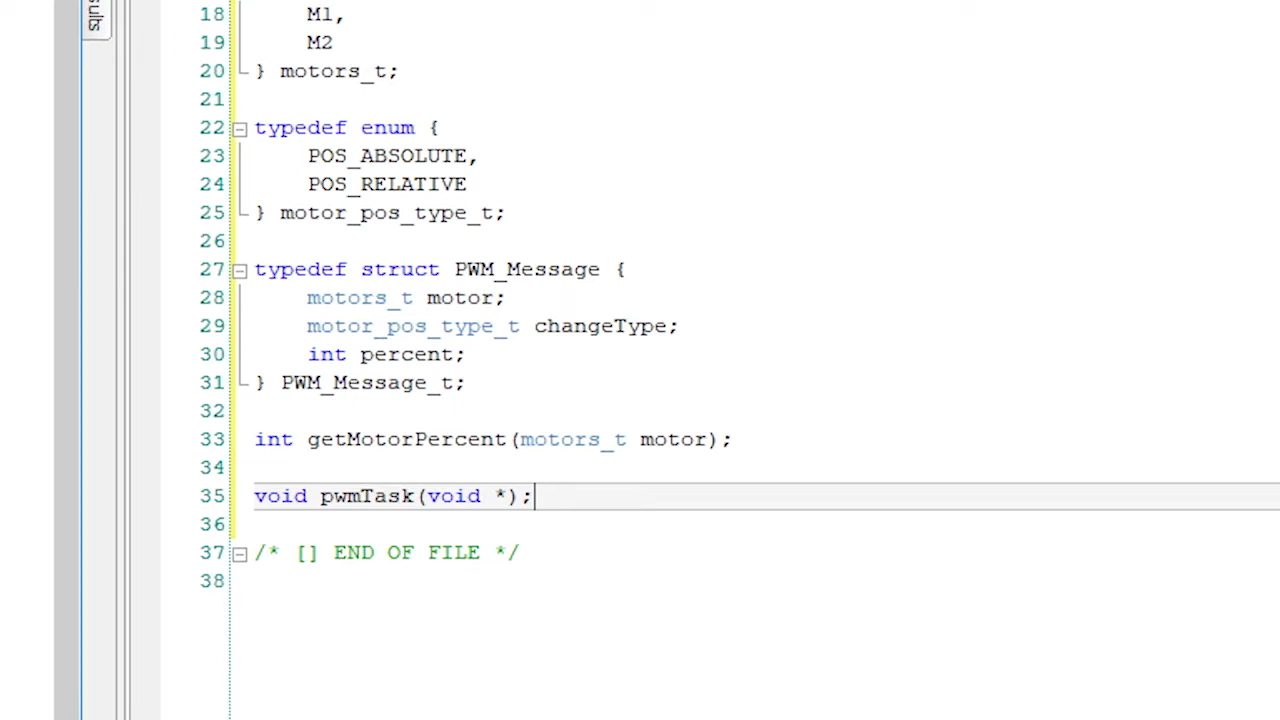 sults
18 M1,
19 M2
20 } motors_t;
21
22 typedef enum {
23 POS_ABSOLUTE,
24 POS_RELATIVE
25 } motor_pos_type_t;
26
27 typedef struct PWM_Message {
28 motors_t motor;
29 motor_pos_type_t changeType;
30 int percent;
31 } PWM_Message_t;
32
33 int getMotorPercent(motors_t motor);
34
35 void pwmTask(void *);
36
37 /* [] END OF FILE */
38